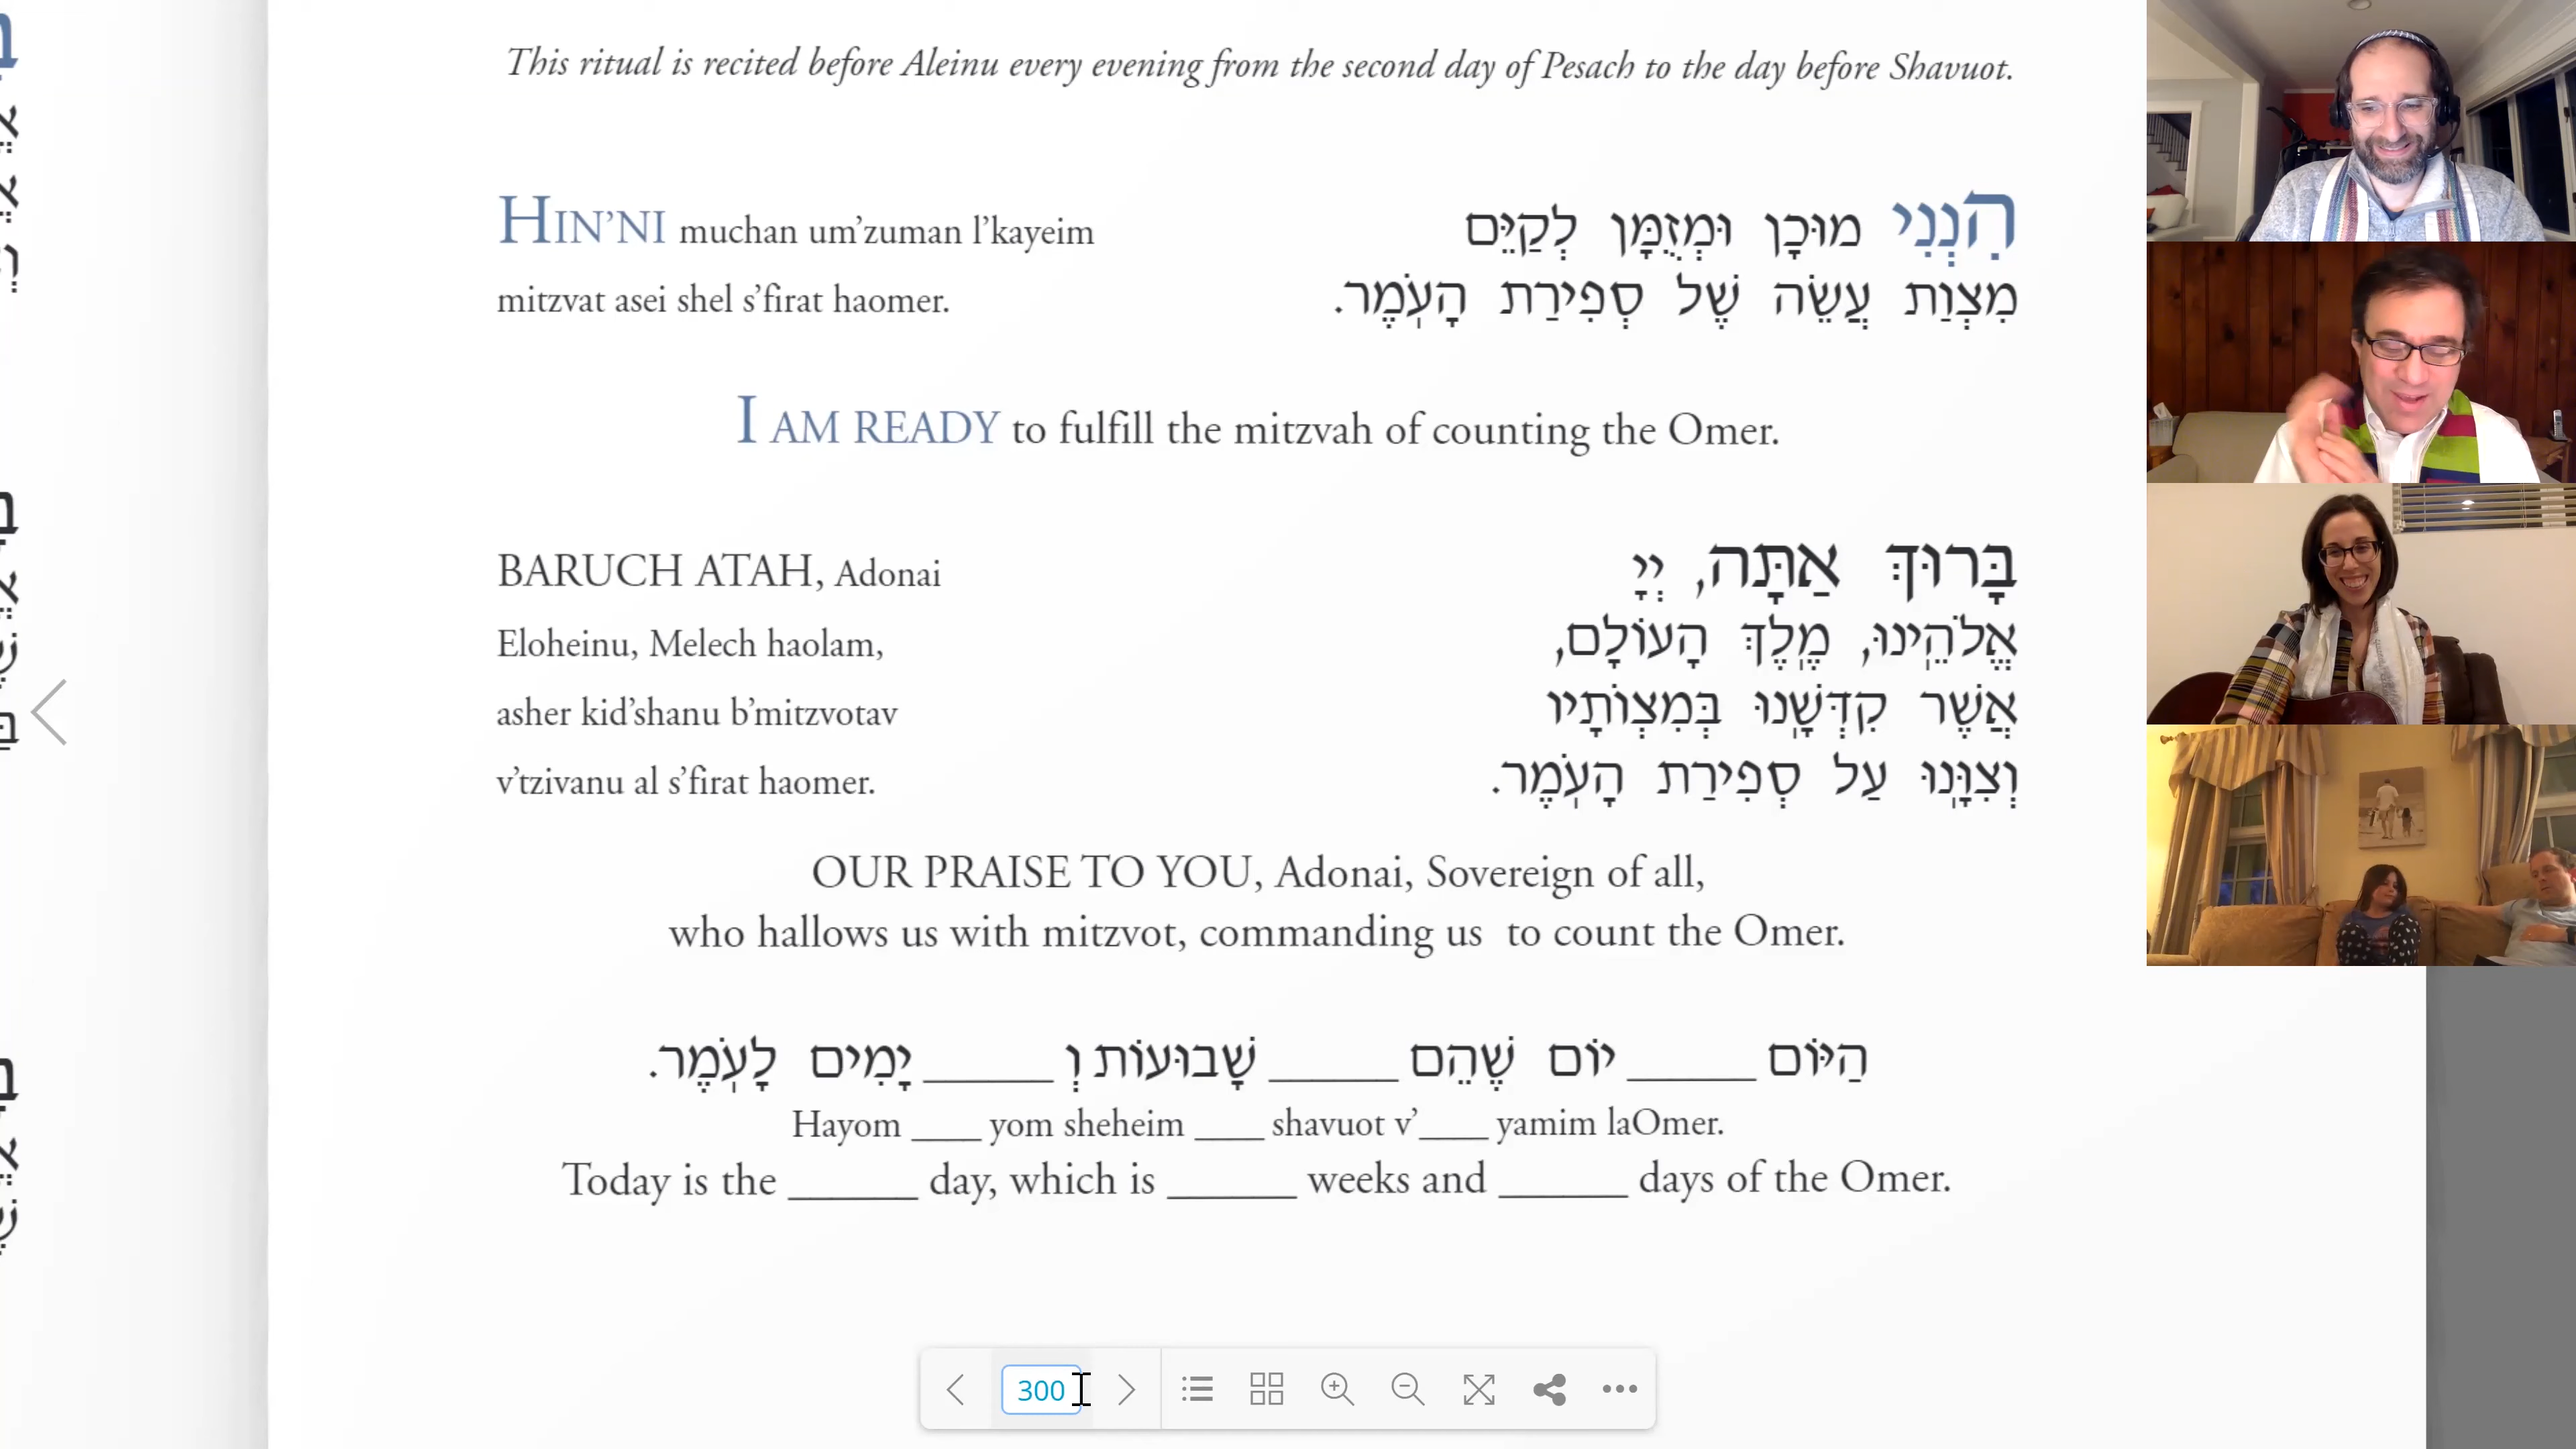 This ritual is recited before Aleinu every evening from the second day of Pesach to the day before Shavuot.
HIN’NI muchan um’zuman l’kayeim
mitzvat asei shel s’firat haomer.
הִנְנִי מוּכָן וּמְזֻמָּן לְקַיֵּם
מִצְוַת עֲשֵׂה שֶׁל סְפִירַת הָעֹֽמֶר.
I AM READY to fulfill the mitzvah of counting the Omer.
BARUCH ATAH, Adonai
Eloheinu, Melech haolam,
asher kid’shanu b’mitzvotav
v’tzivanu al s’firat haomer.
בָּרוּךְ אַתָּה, יְיָ
אֱלֹהֵֽינוּ, מֶֽלֶךְ הָעוֹלָם,
אֲשֶׁר קִדְּשָֽׁנוּ בְּמִצְוֹתָיו
וְצִוָּֽנוּ עַל סְפִירַת הָעֹֽמֶר.
OUR PRAISE TO YOU, Adonai, Sovereign of all,
who hallows us with mitzvot, commanding us to count the Omer.
הַיּוֹם ______ יוֹם שֶׁהֵם ______ שָׁבוּעוֹת וְ ______ יָמִים לָעֹֽמֶר.
Hayom ____ yom sheheim ____ shavuot v’____ yamim laOmer.
Today is the ______ day, which is ______ weeks and ______ days of the Omer.
300